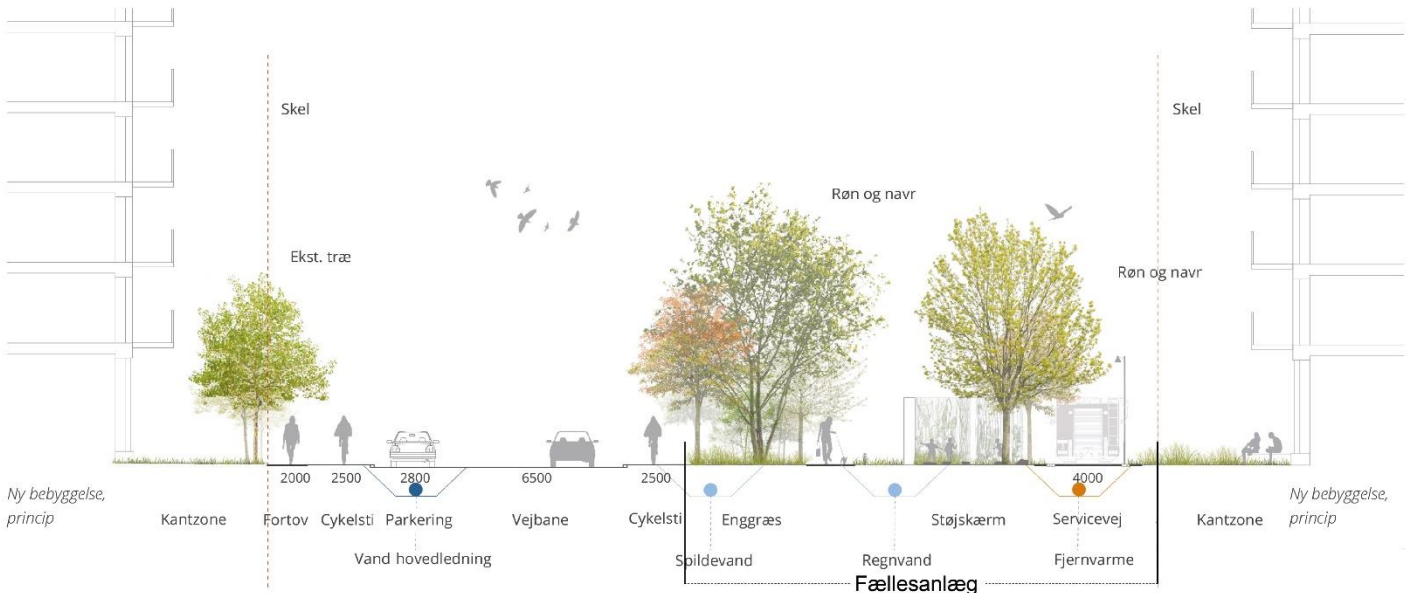 Skel
Skel
Røn og navr
Ekst. træ
Røn og navr
2000
2500
2800
6500
2500
4000
Ny bebyggelse,
princip
Kantzone
Fortov
Cykelsti
Parkering
Vejbane
Cykelsti
Enggræs
Støjskærm
Servicevej
Kantzone
Ny bebyggelse,
princip
Vand hovedledning
Spildevand
Regnvand
Fjernvarme
Fællesanlæg